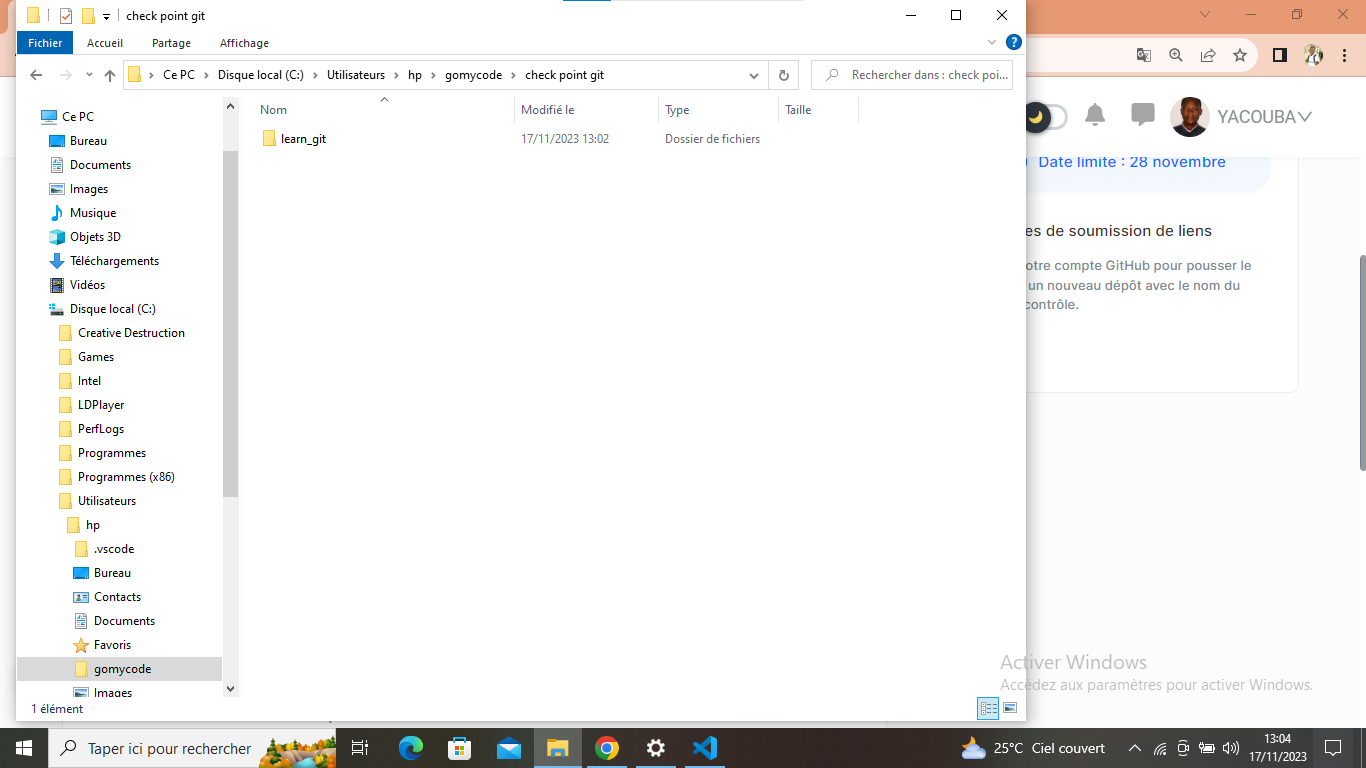 check point git
Fichier Accueil Partage Affichage
Ce PC Disque local (C:) Utilisateurs hp gomycode check point git
Rechercher dans : check poi...
Nom Modifié le Type Taille
learn_git 17/11/2023 13:02 Dossier de fichiers
Ce PC
Bureau
Documents
Images
Musique
Objets 3D
Téléchargements
Vidéos
Disque local (C:)
Creative Destruction
Games
Intel
LDPlayer
PerfLogs
Programmes
Programmes (x86)
Utilisateurs
hp
.vscode
Bureau
Contacts
Documents
Favoris
gomycode
Images
1 élément
YACOUBA
Date limite : 28 novembre
es de soumission de liens
otre compte GitHub pour pousser le
un nouveau dépôt avec le nom du
contrôle.
Activer Windows
Accédez aux paramètres pour activer Windows.
Taper ici pour rechercher
25°C Ciel couvert
13:04
17/11/2023